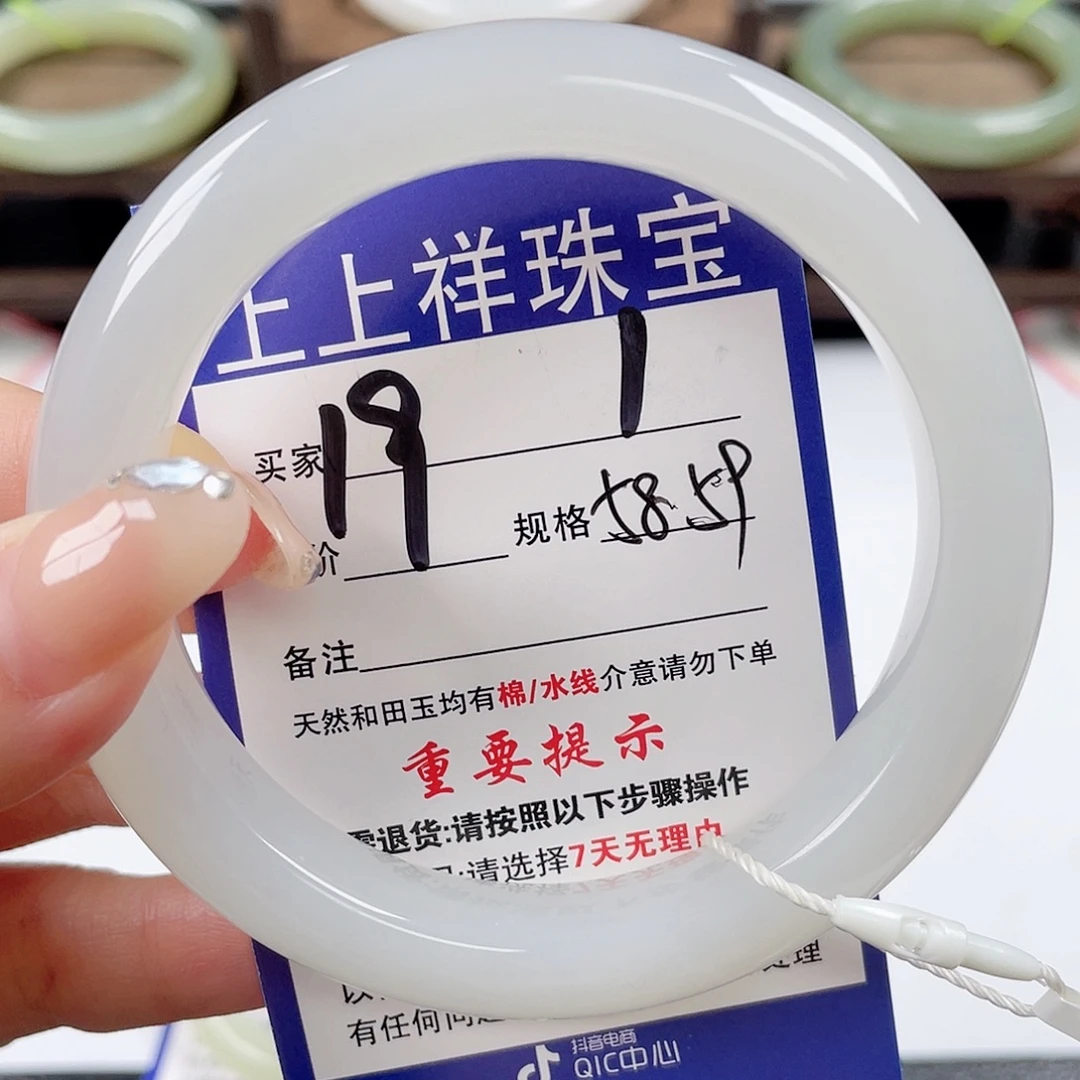 上上祥珠宝
买家 19 1
价
规格 58.59
备注
天然和田玉均有棉/水线介意请勿下单
重要提示
退货:请按照以下步骤操作
请选择7天无理由
处理
有任何问
抖音电商
QIC中心